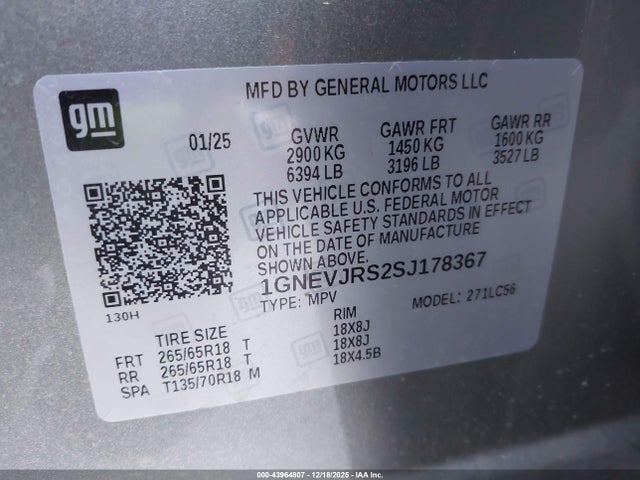 gm
MFD BY GENERAL MOTORS LLC
01/25 GVWR GAWR FRT GAWR RR
2900 KG 1450 KG 1600 KG
6394 LB 3196 LB 3527 LB
THIS VEHICLE CONFORMS TO ALL
APPLICABLE U.S. FEDERAL MOTOR
VEHICLE SAFETY STANDARDS IN EFFECT
ON THE DATE OF MANUFACTURE
SHOWN ABOVE.
1GNEVJRS2SJ178367
130H TYPE: MPV MODEL: 271LC56
TIRE SIZE RIM
FRT 265/65R18 T 18X8J
RR 265/65R18 T 18X8J
SPA T135/70R18 M 18X4.5B
000-43964807 - 12/18/2025 - IAA Inc.